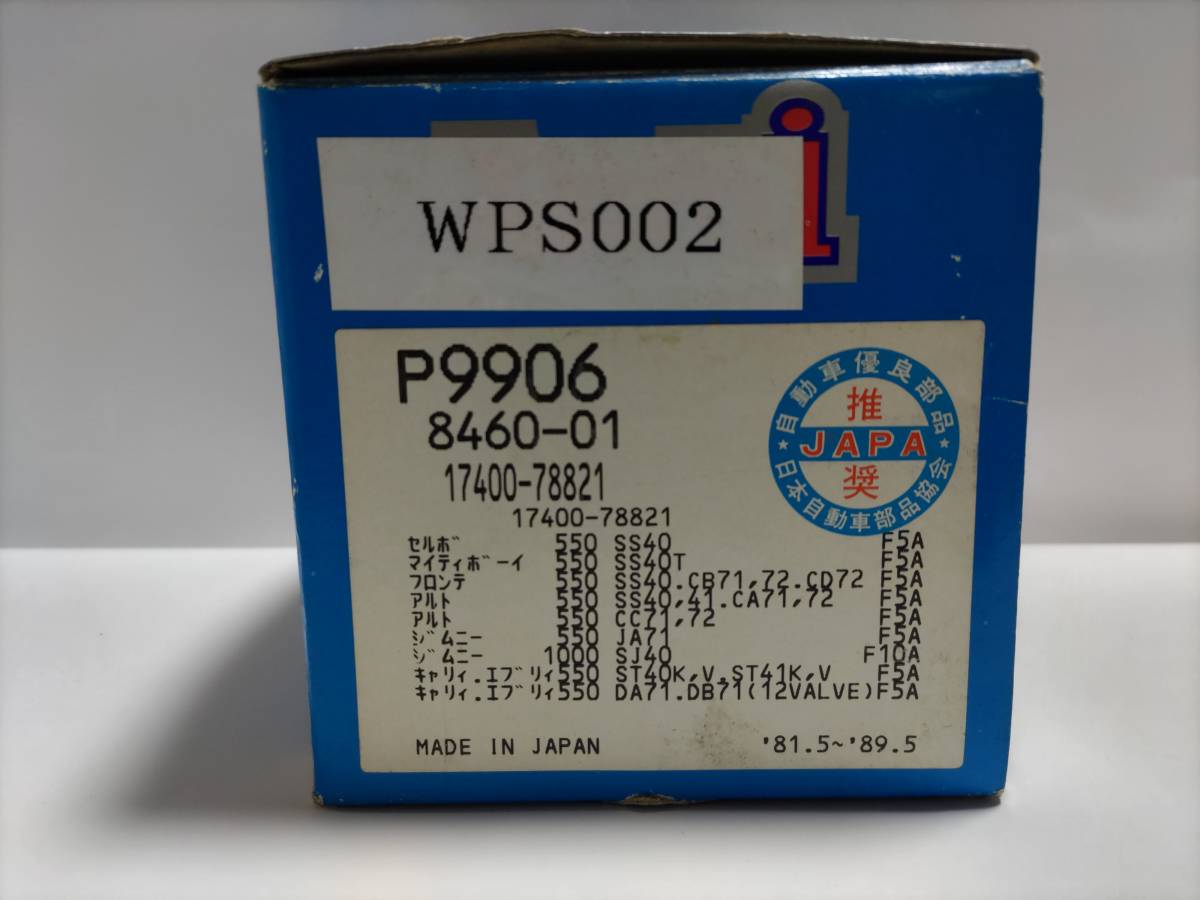 WPS002
P9906
8460-01
17400-78821
17400-78821
自動車優良部品
推
JAPA
奨
日本自動車部品協会
セルボ 550 SS40 F5A
マイティボーイ 550 SS40T F5A
フロンテ 550 SS40.CB71,72.CD72 F5A
アルト 550 SS40,41.CA71,72 F5A
アルト 550 CC71,72 F5A
ジムニー 550 JA71 F5A
ジムニー 1000 SJ40 F10A
キャリィ.エブリィ550 ST40K,V.ST41K,V F5A
キャリィ.エブリィ550 DA71.DB71(12VALVE)F5A
MADE IN JAPAN '81.5~'89.5